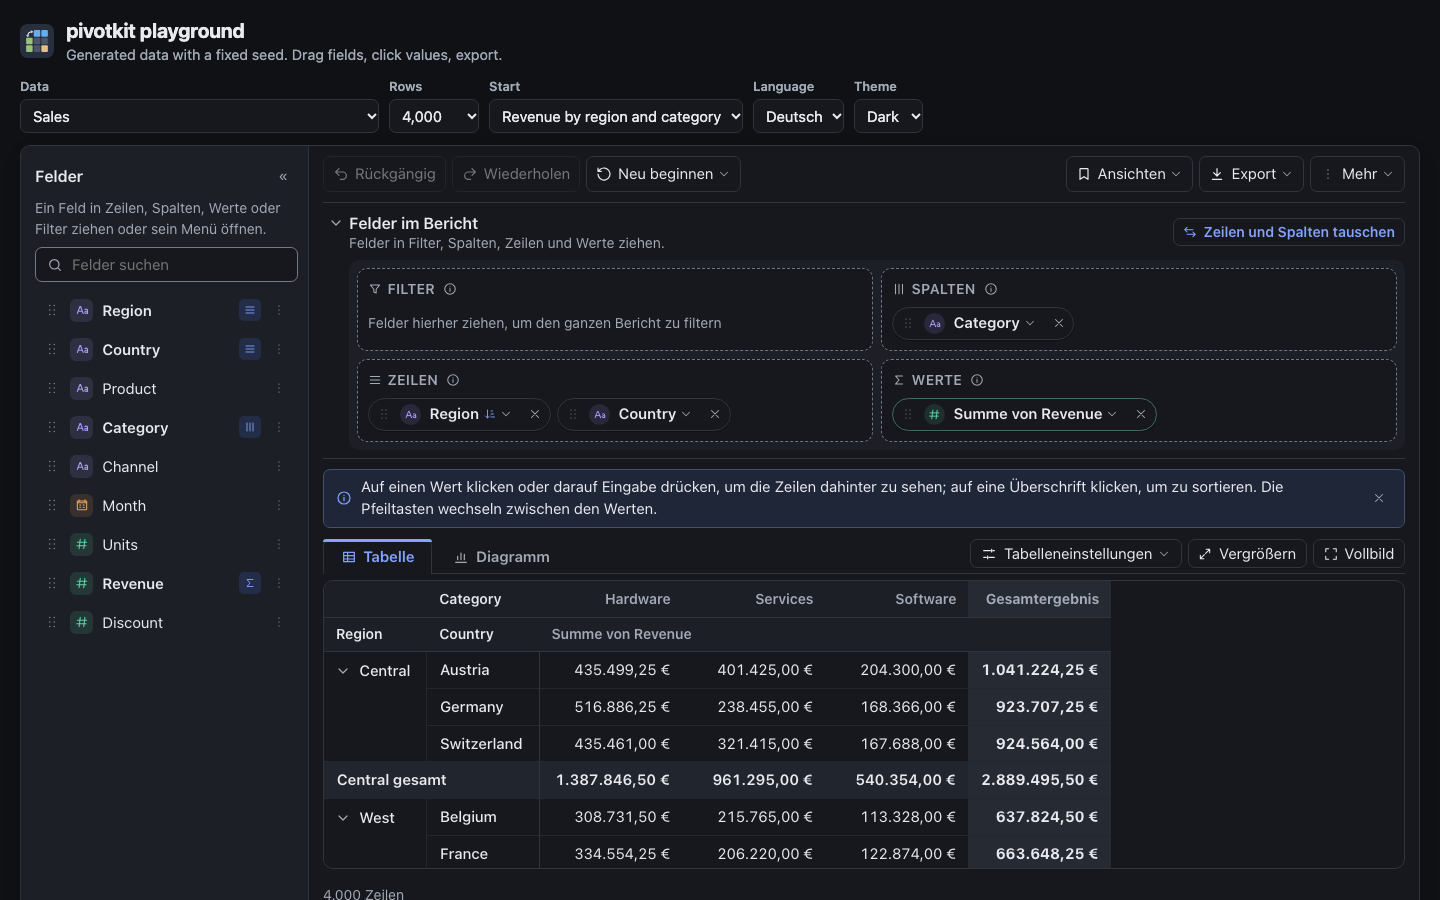 pivotkit playground
Generated data with a fixed seed. Drag fields, click values, export.
Data Rows Start Language Theme
Sales 4,000 Revenue by region and category Deutsch Dark
Felder «
Ein Feld in Zeilen, Spalten, Werte oder
Filter ziehen oder sein Menü öffnen.
Felder suchen
Aa Region
Aa Country
Aa Product
Aa Category
Aa Channel
Month
# Units
# Revenue Σ
# Discount
Rückgängig Wiederholen Neu beginnen Ansichten Export Mehr
Felder im Bericht
Felder in Filter, Spalten, Zeilen und Werte ziehen.
Zeilen und Spalten tauschen
FILTER
Felder hierher ziehen, um den ganzen Bericht zu filtern
SPALTEN
Aa Category
ZEILEN
Aa Region Aa Country
Σ WERTE
# Summe von Revenue
Auf einen Wert klicken oder darauf Eingabe drücken, um die Zeilen dahinter zu sehen; auf eine Überschrift klicken, um zu sortieren. Die
Pfeiltasten wechseln zwischen den Werten.
Tabelle Diagramm Tabelleneinstellungen Vergrößern Vollbild
Category Hardware Services Software Gesamtergebnis
Region Country Summe von Revenue
Central Austria 435.499,25 € 401.425,00 € 204.300,00 € 1.041.224,25 €
Germany 516.886,25 € 238.455,00 € 168.366,00 € 923.707,25 €
Switzerland 435.461,00 € 321.415,00 € 167.688,00 € 924.564,00 €
Central gesamt 1.387.846,50 € 961.295,00 € 540.354,00 € 2.889.495,50 €
West Belgium 308.731,50 € 215.765,00 € 113.328,00 € 637.824,50 €
France 334.554,25 € 206.220,00 € 122.874,00 € 663.648,25 €
4.000 Zeilen